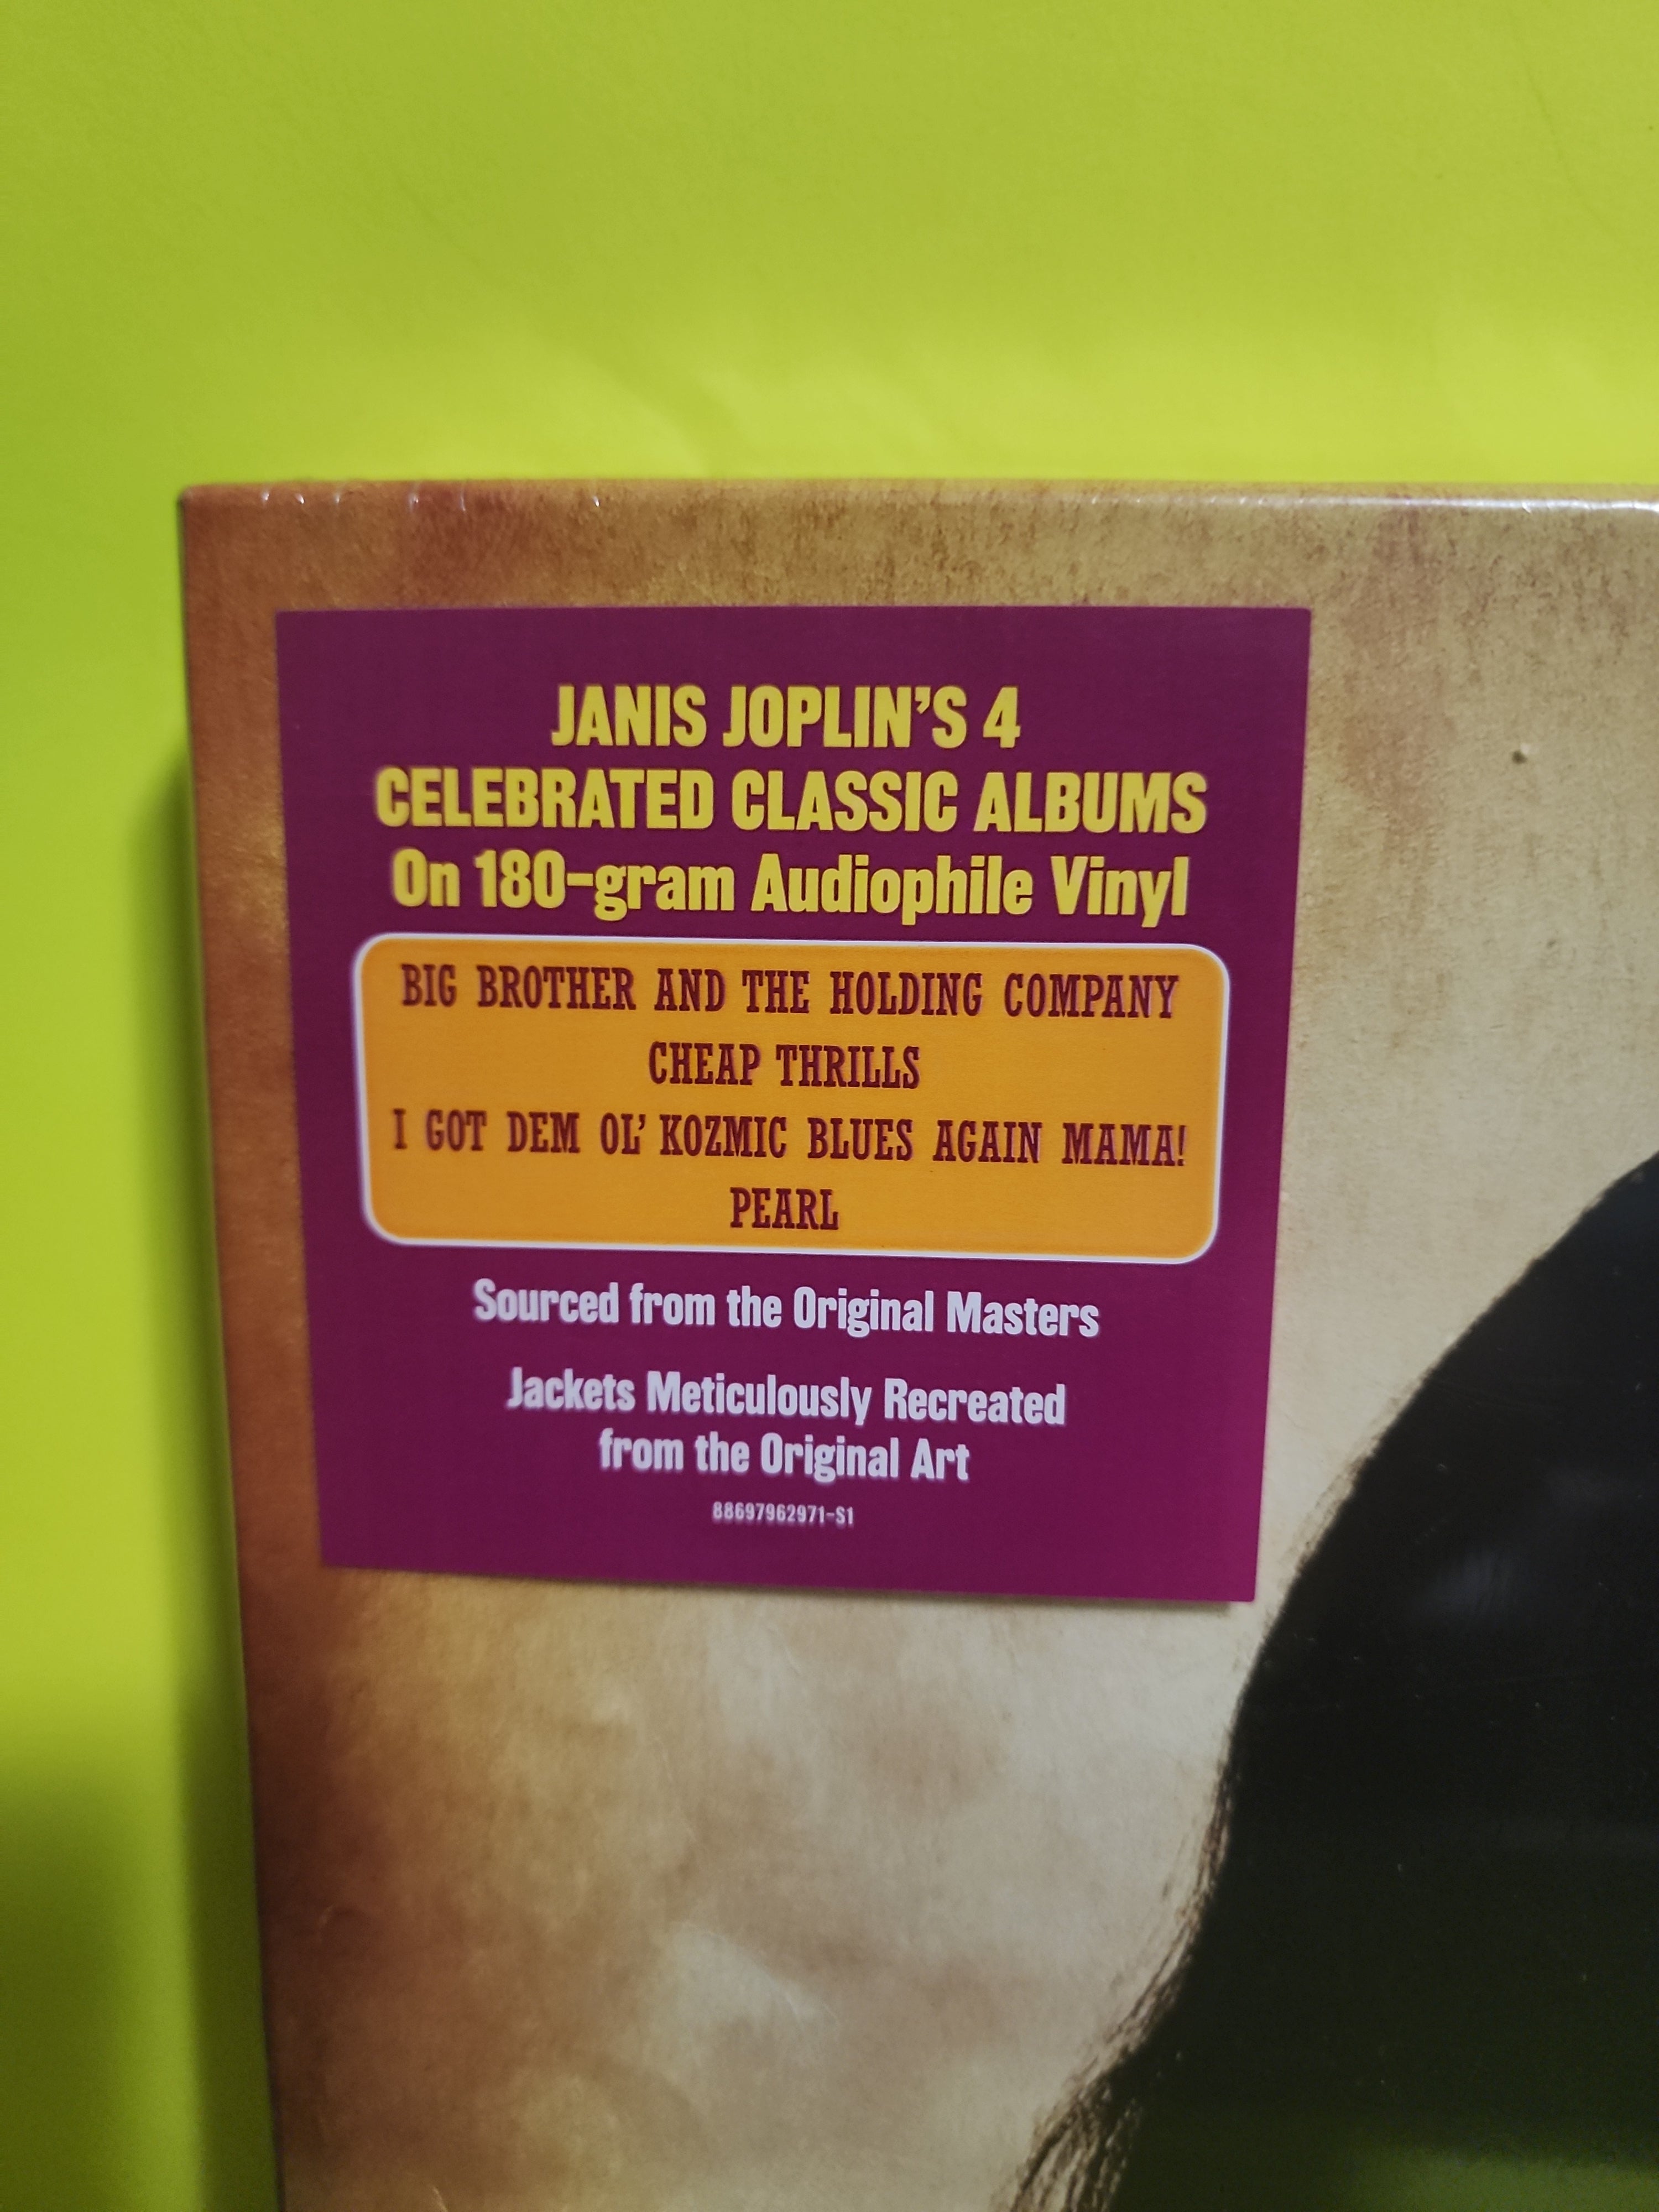 JANIS JOPLIN'S 4
CELEBRATED CLASSIC ALBUMS
On 180-gram Audiophile Vinyl
BIG BROTHER AND THE HOLDING COMPANY
CHEAP THRILLS
I GOT DEM OL' KOZMIC BLUES AGAIN MAMA!
PEARL
Sourced from the Original Masters
Jackets Meticulously Recreated
from the Original Art
88697962971-S1